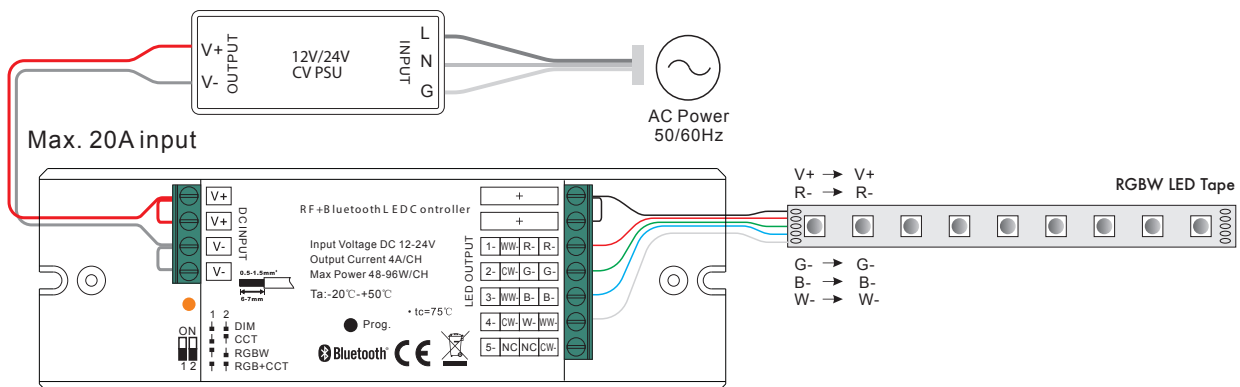 V+
V-
OUTPUT
12V/24V
CV PSU
INPUT
L
N
G
AC Power
50/60Hz
Max. 20A input
V+
V+
V-
V-
DC INPUT
0.5-1.5mm²
6-7mm
ON
1 2
1 2
DIM
CCT
RGBW
RGB+CCT
RF+Bluetooth LED Controller
Input Voltage DC 12-24V
Output Current 4A/CH
Max Power 48-96W/CH
Ta:-20℃-+50℃
• tc=75℃
Prog.
Bluetooth®
CE
LED OUTPUT
+
+
1- WW- R- R-
2- CW- G- G-
3- WW- B- B-
4- CW- W- WW-
5- NC NC CW-
V+ → V+
R- → R-
RGBW LED Tape
G- → G-
B- → B-
W- → W-